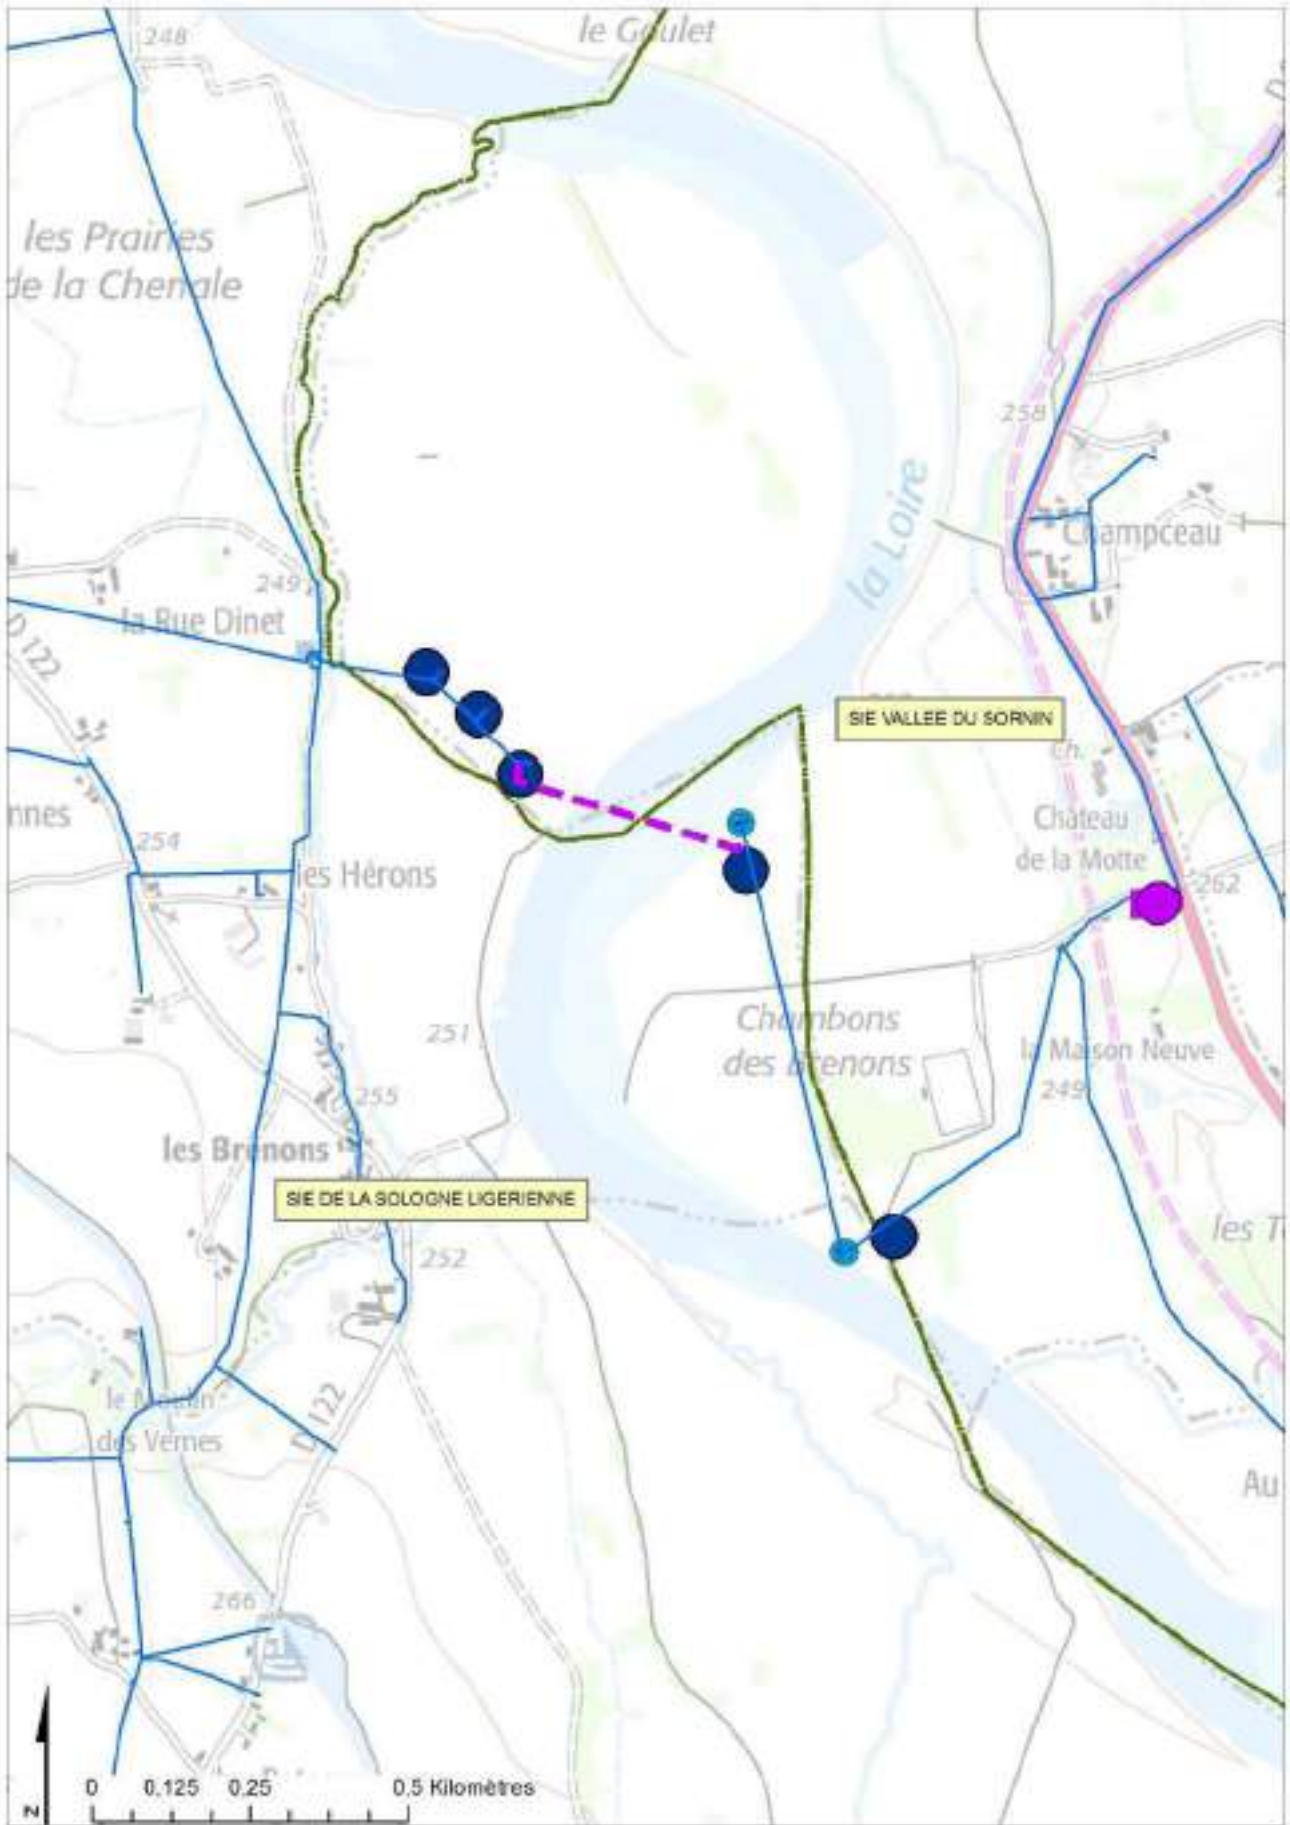 le Goulet
248
les Prairies
de la Chenale
258
la Loire
Champceau
249
la Rue Dinet
D 122
SIE VALLEE DU SORNIN
Ch.
nnes
254
Château
de la Motte
les Hérons
262
Chambons
des Brenons
251
la Maison Neuve
249
255
les Brenons
SIE DE LA SOLOGNE LIGERIENNE
252
les T
le Moulin
des Vernes
D 122
Au
266
0 0,125 0,25 0,5 Kilomètres
N